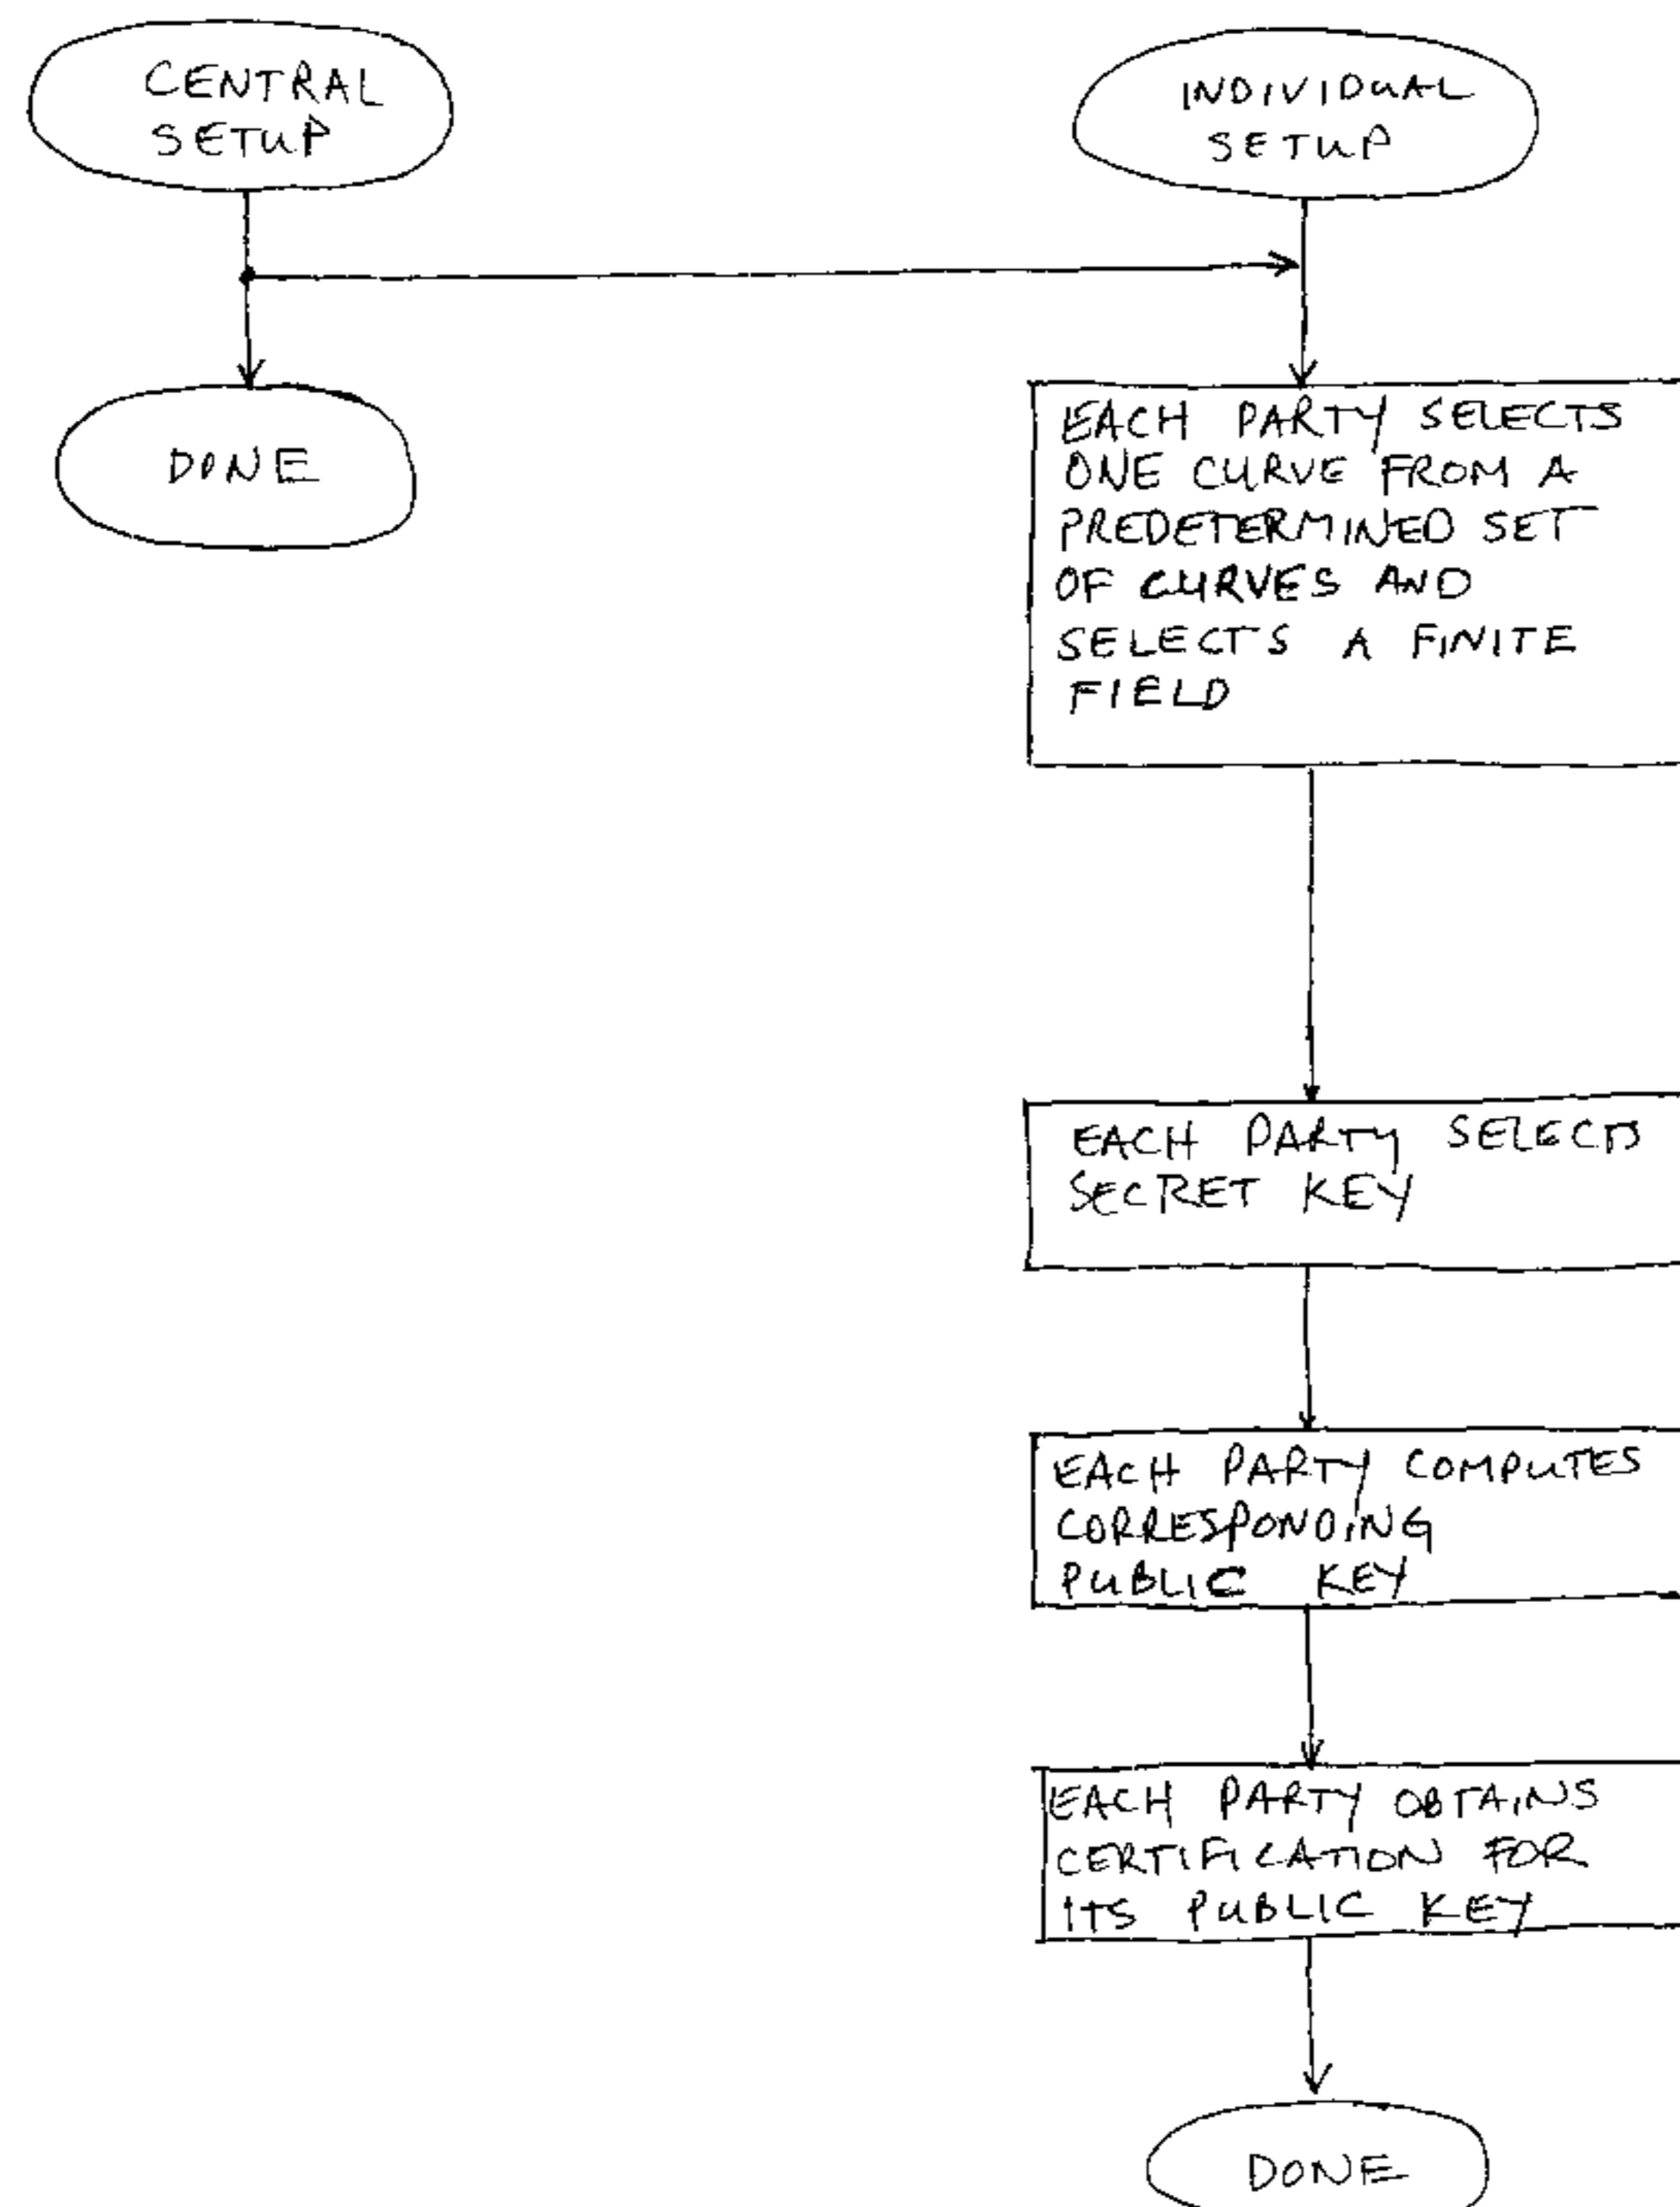 CENTRAL
SETUP
INDIVIDUAL
SETUP
DONE
EACH PARTY SELECTS
ONE CURVE FROM A
PREDETERMINED SET
OF CURVES AND
SELECTS A FINITE
FIELD
EACH PARTY SELECTS
SECRET KEY
EACH PARTY COMPUTES
CORRESPONDING
PUBLIC KEY
EACH PARTY OBTAINS
CERTIFICATION FOR
ITS PUBLIC KEY
DONE